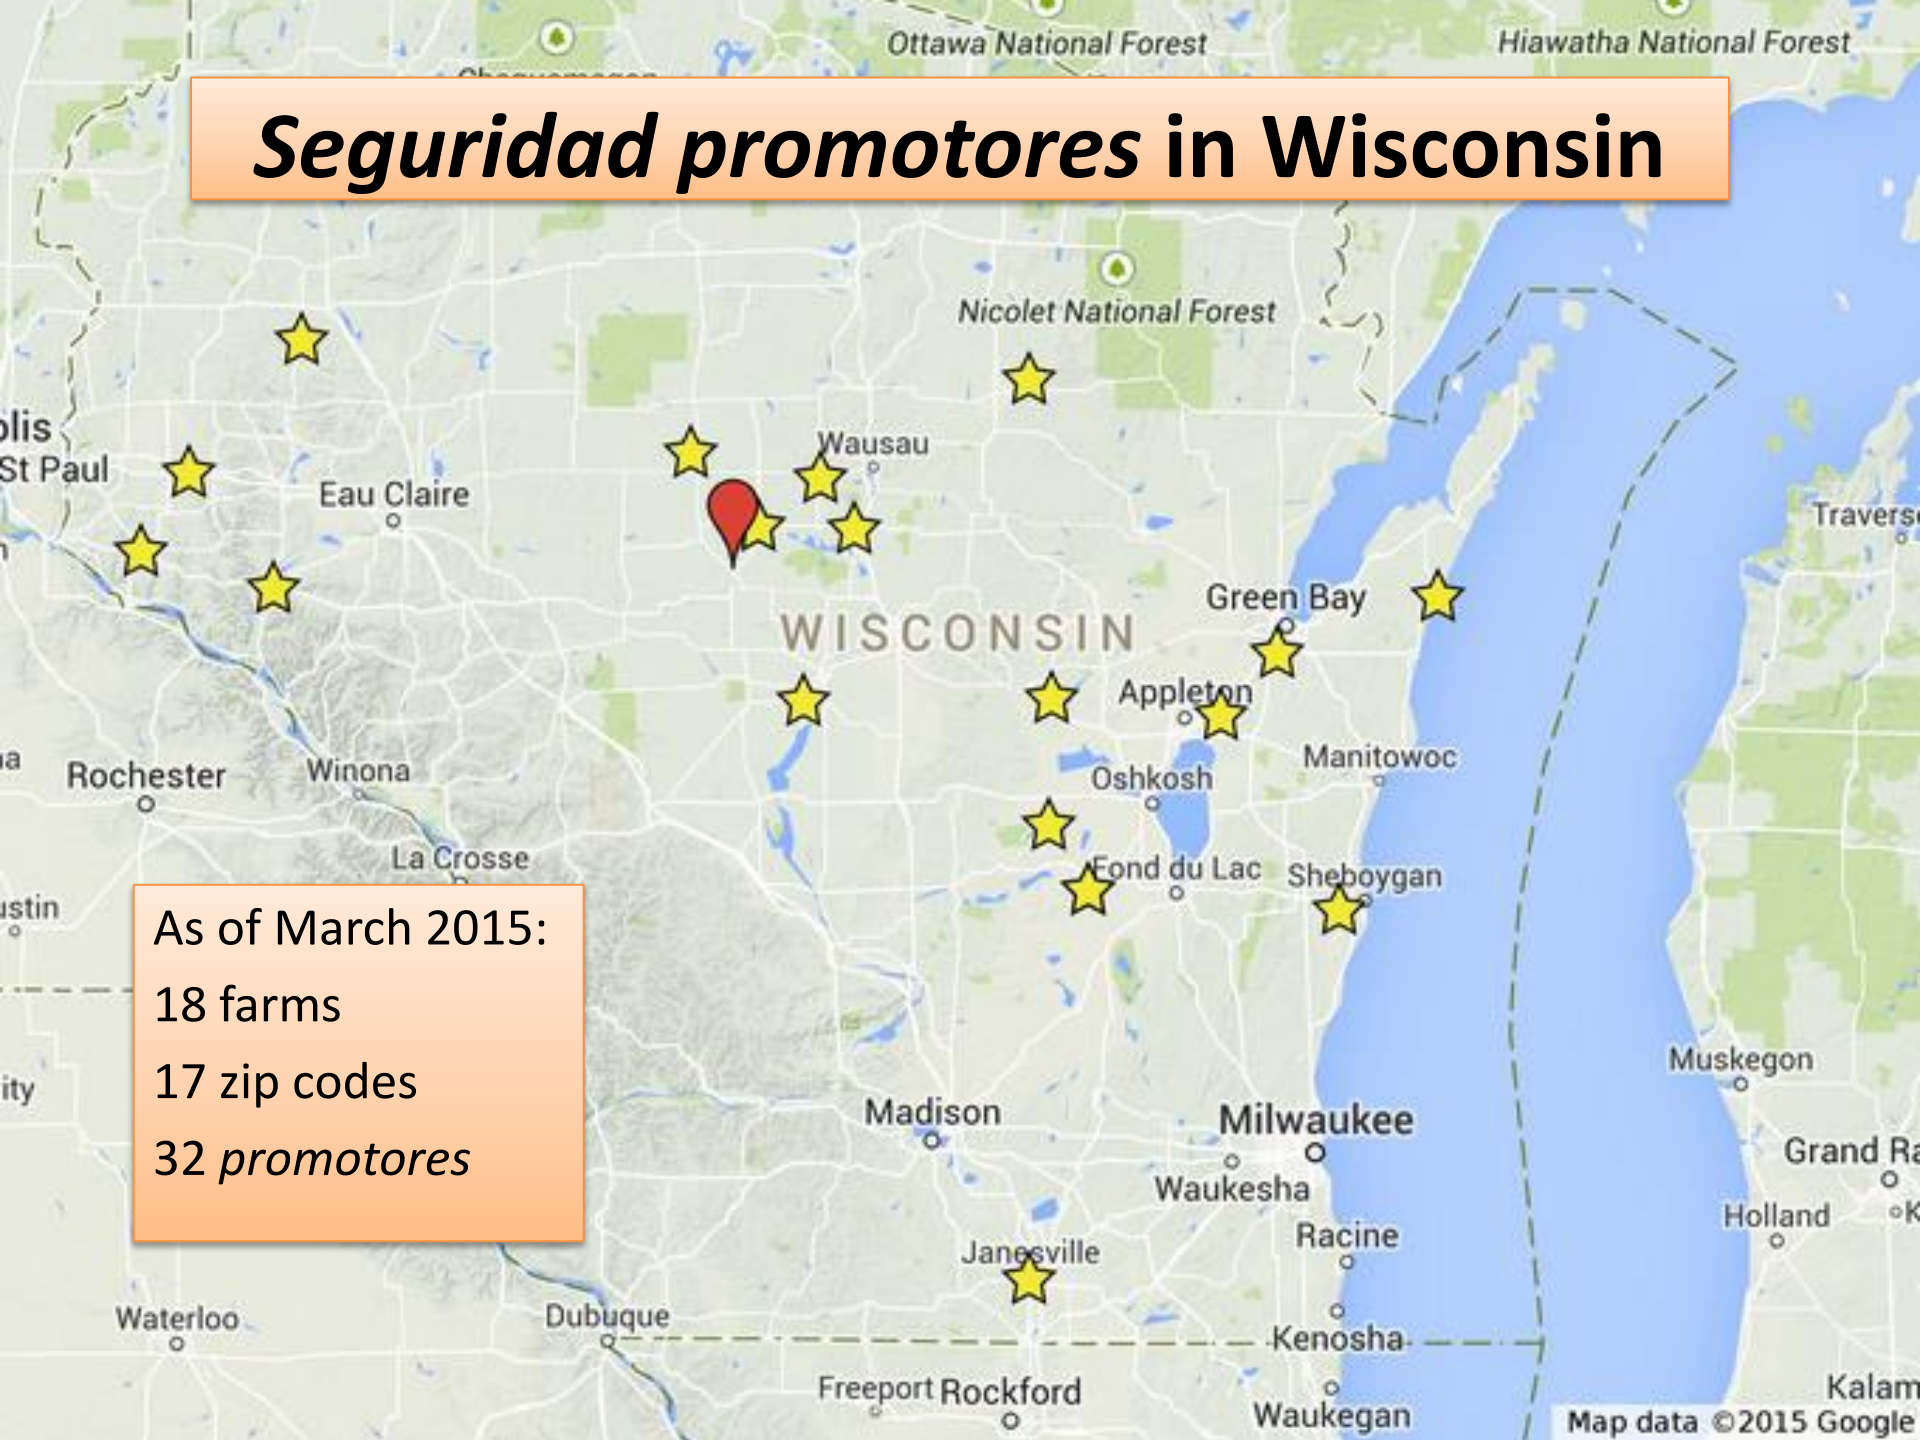 Ottawa National Forest
Hiawatha National Forest
Seguridad promotores in Wisconsin
Nicolet National Forest
olis
St Paul
Wausau
Eau Claire
Traverse
Green Bay
WISCONSIN
Appleton
Manitowoc
Rochester
Winona
Oshkosh
La Crosse
Fond du Lac
Sheboygan
ustin
As of March 2015:
18 farms
17 zip codes
32 promotores
Muskegon
ity
Madison
Milwaukee
Grand Ra
Waukesha
Holland
K
Racine
Janesville
Waterloo
Dubuque
Kenosha
Freeport
Rockford
Kalam
Waukegan
Map data ©2015 Google